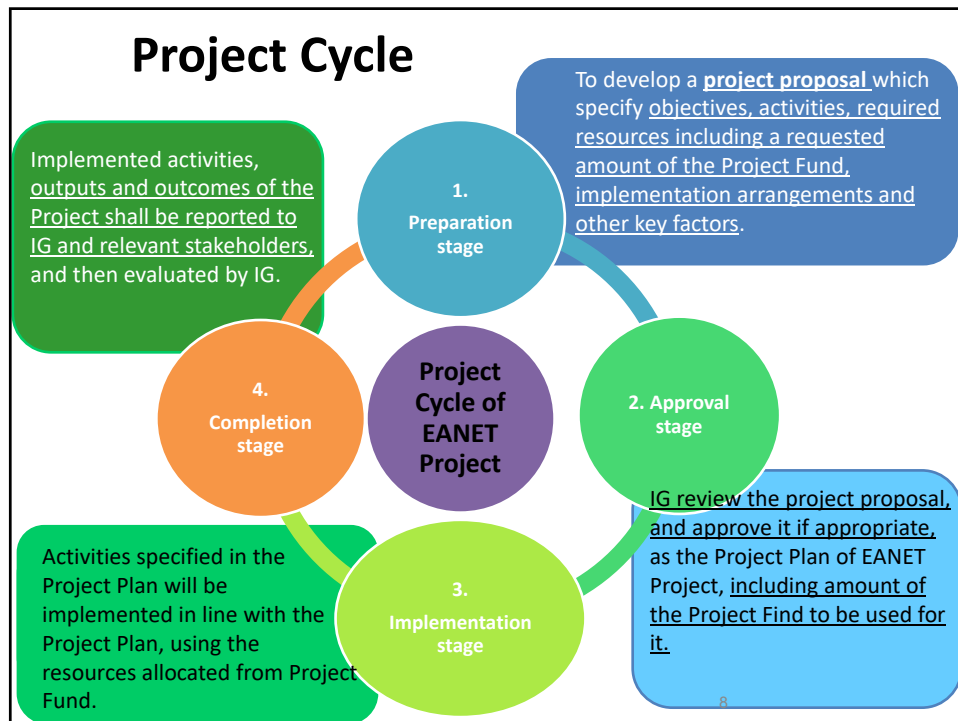 Project Cycle
To develop a project proposal which
specify objectives, activities, required
resources including a requested
amount of the Project Fund,
implementation arrangements and
other key factors.
Implemented activities,
outputs and outcomes of the
Project shall be reported to
IG and relevant stakeholders,
and then evaluated by IG.
1.
Preparation
stage
4.
Completion
stage
Project
Cycle of
EANET
Project
2. Approval
stage
IG review the project proposal,
and approve it if appropriate,
as the Project Plan of EANET
Project, including amount of
the Project Find to be used for
it.
Activities specified in the
Project Plan will be
implemented in line with the
Project Plan, using the
resources allocated from Project
Fund.
3.
Implementation
stage
8